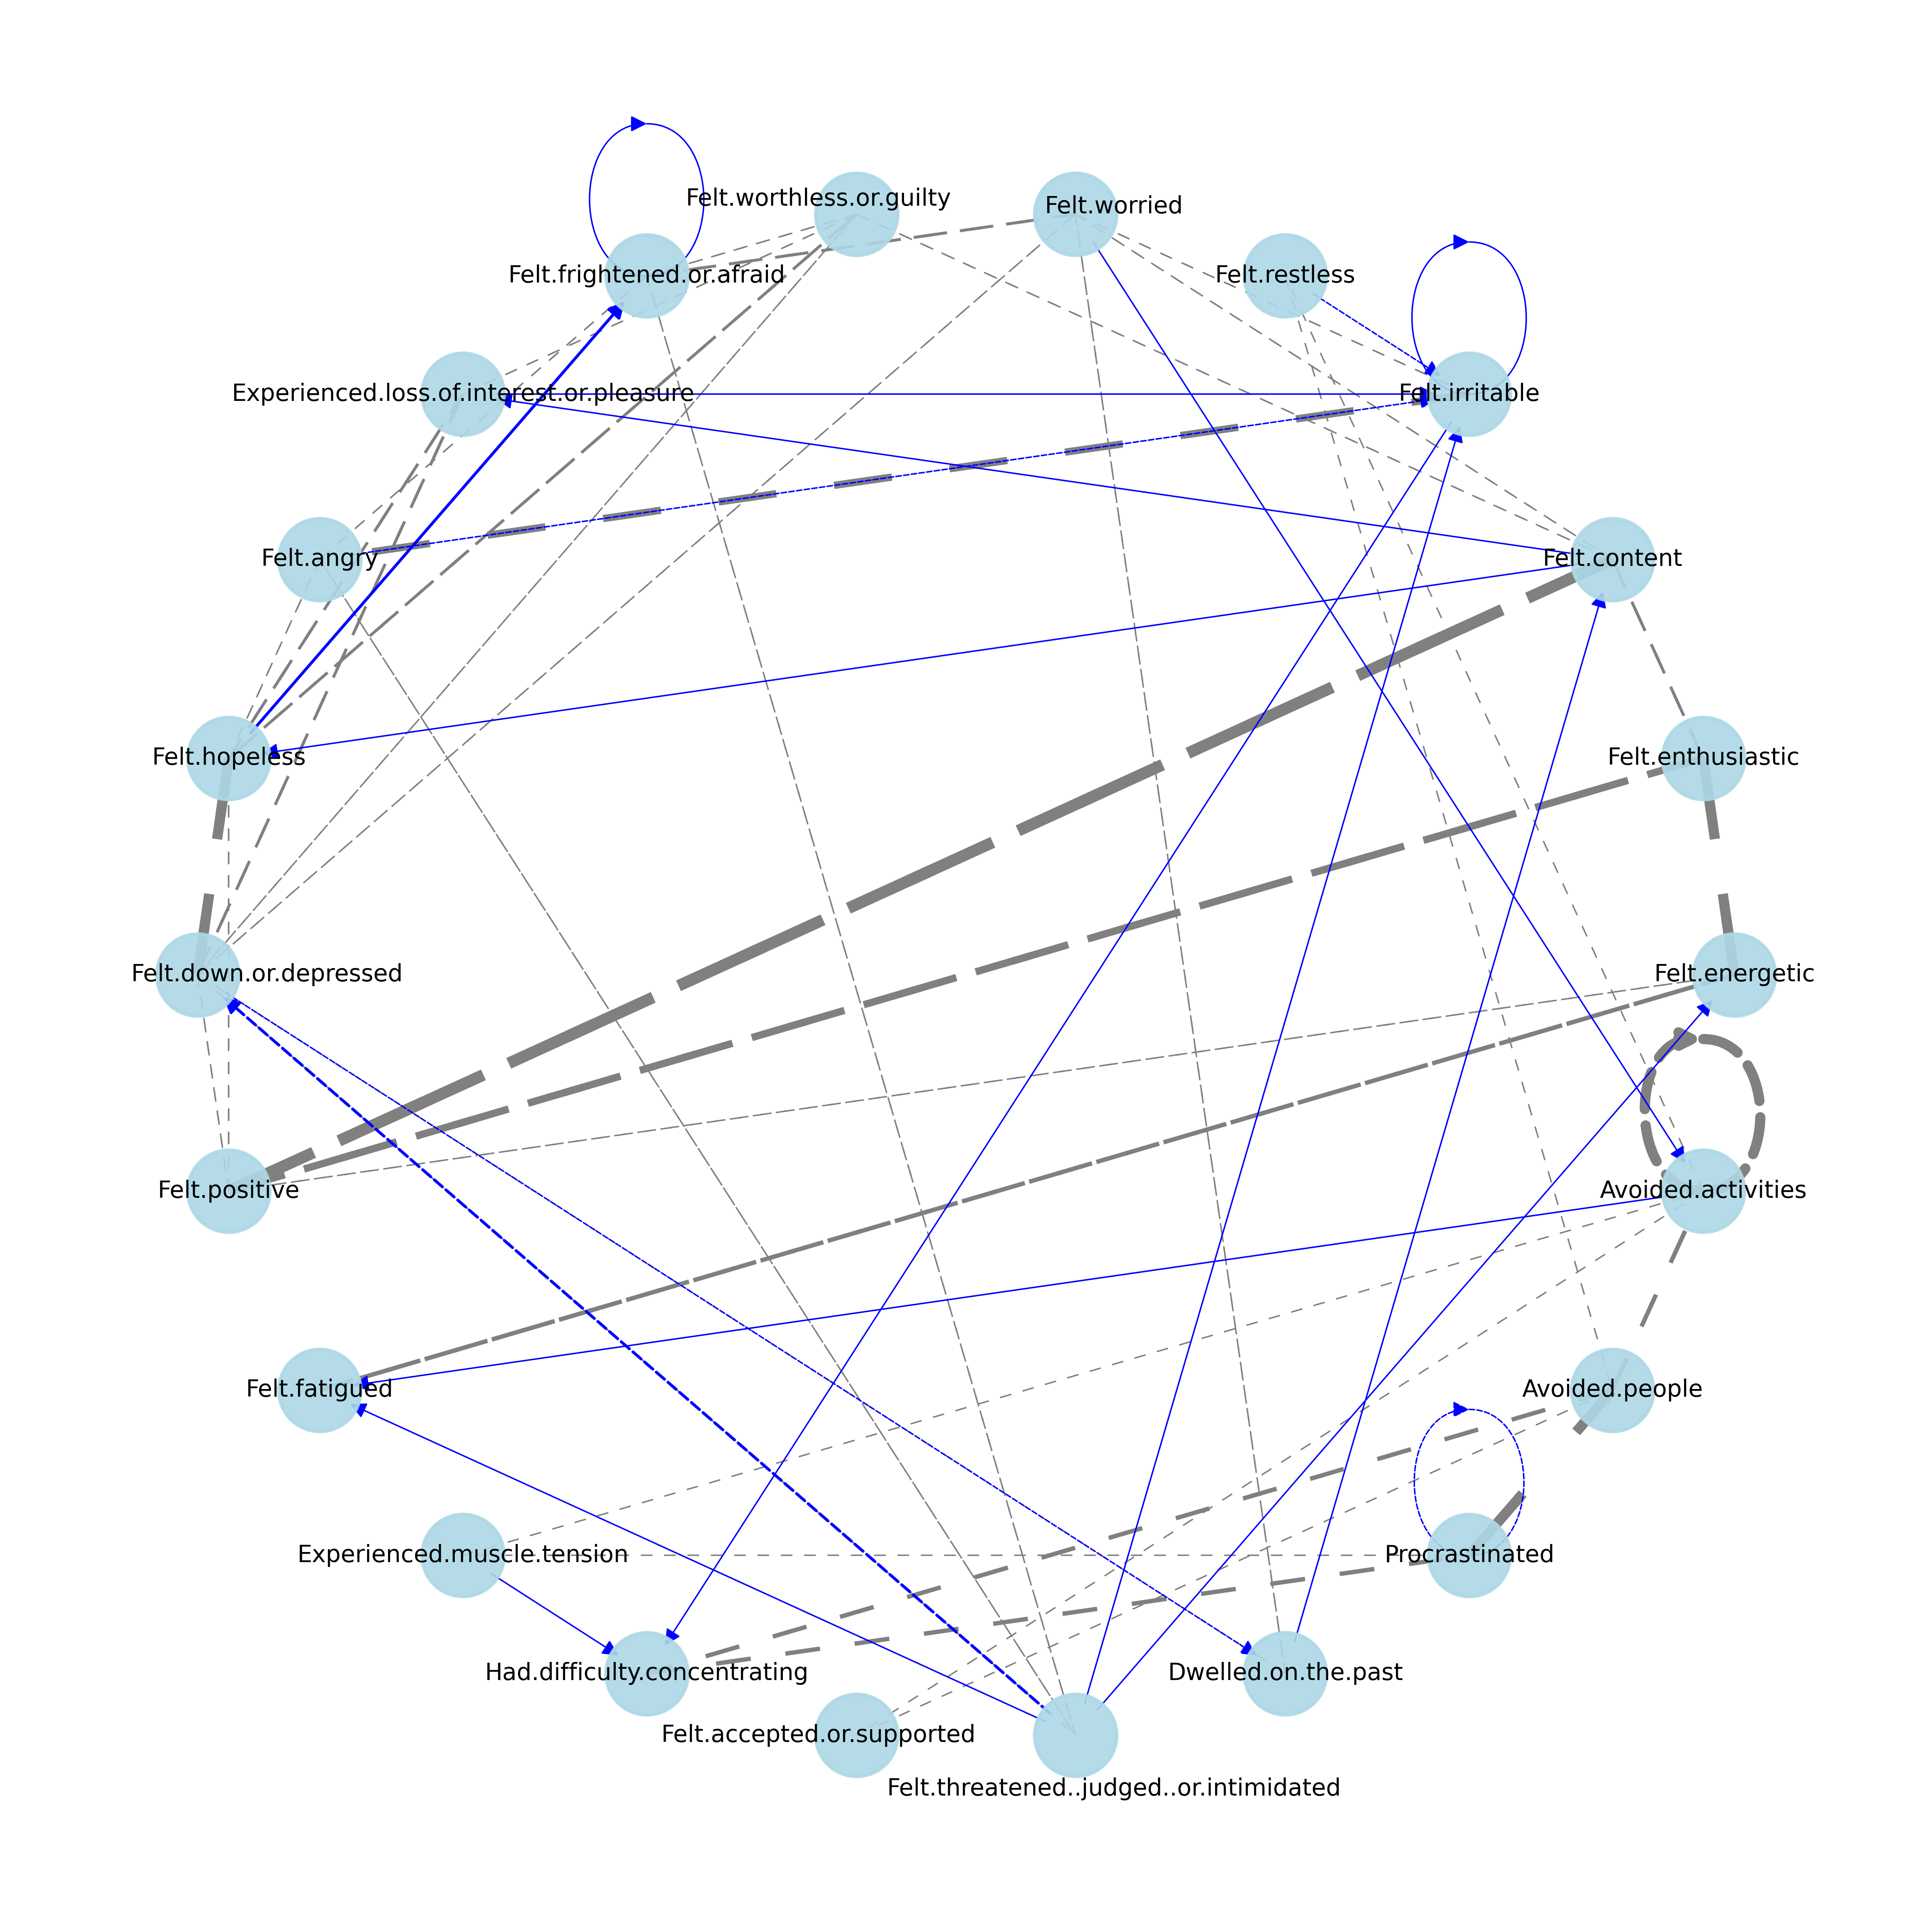 Felt.worthless.or.guilty
Felt.worried
Felt.frightened.or.afraid
Felt.restless
Experienced.loss.of.interest.or.pleasure
Felt.irritable
Felt.angry
Felt.content
Felt.hopeless
Felt.enthusiastic
Felt.down.or.depressed
Felt.energetic
Felt.positive
Avoided.activities
Felt.fatigued
Avoided.people
Experienced.muscle.tension
Procrastinated
Had.difficulty.concentrating
Dwelled.on.the.past
Felt.accepted.or.supported
Felt.threatened..judged..or.intimidated